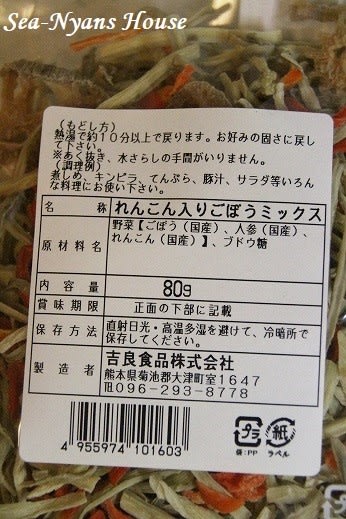 Sea-Nyans House
(もどし方)
熱湯で約10分以上で戻ります。お好みの固さに戻し
て下さい。
※あく抜き、水さらしの手間がいりません。
(調理例)
煮しめ、キンピラ、てんぷら、豚汁、サラダ等いろん
な料理にお使い下さい。
名称 れんこん入りごぼうミックス
原材料名 野菜【ごぼう(国産)、人参(国産)、
れんこん(国産)】、ブドウ糖
内容量 80g
賞味期限 正面の下部に記載
保存方法 直射日光・高温多湿を避けて、冷暗所で
保存してください。
製造者 吉良食品株式会社
熊本県菊池郡大津町室1647
℡096-293-8778
4 955974 101603
プラ 紙
袋:PP ラベル